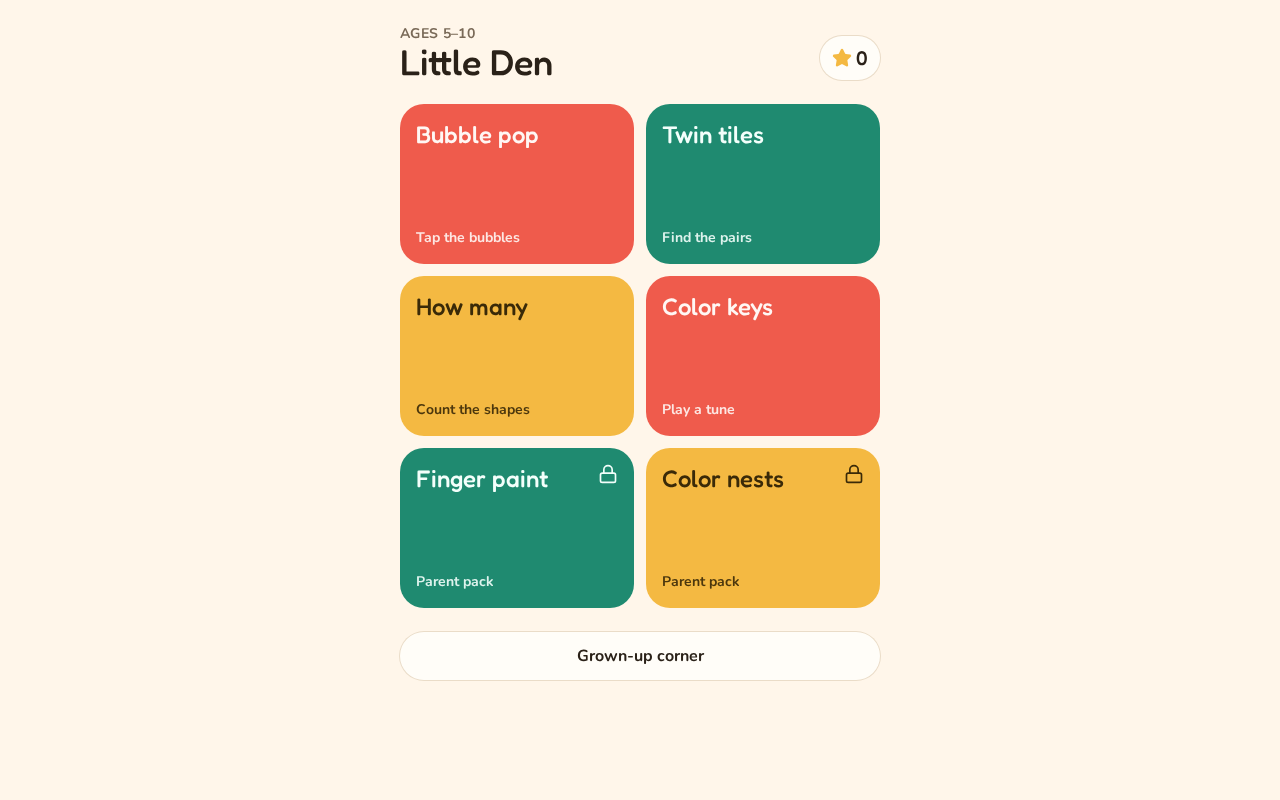 AGES 5–10
Little Den
0
Bubble pop
Tap the bubbles
Twin tiles
Find the pairs
How many
Count the shapes
Color keys
Play a tune
Finger paint
Parent pack
Color nests
Parent pack
Grown-up corner